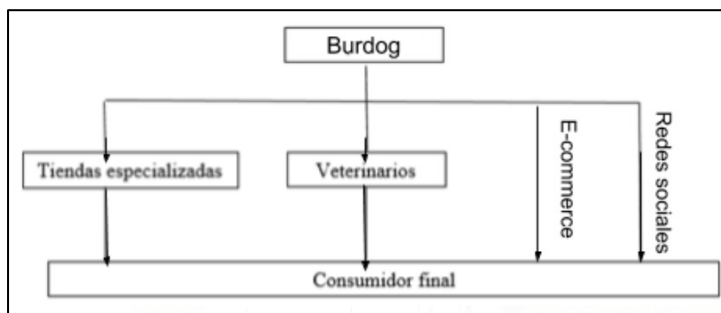 Burdog
Tiendas especializadas
Veterinarios
E-commerce
Redes sociales
Consumidor final